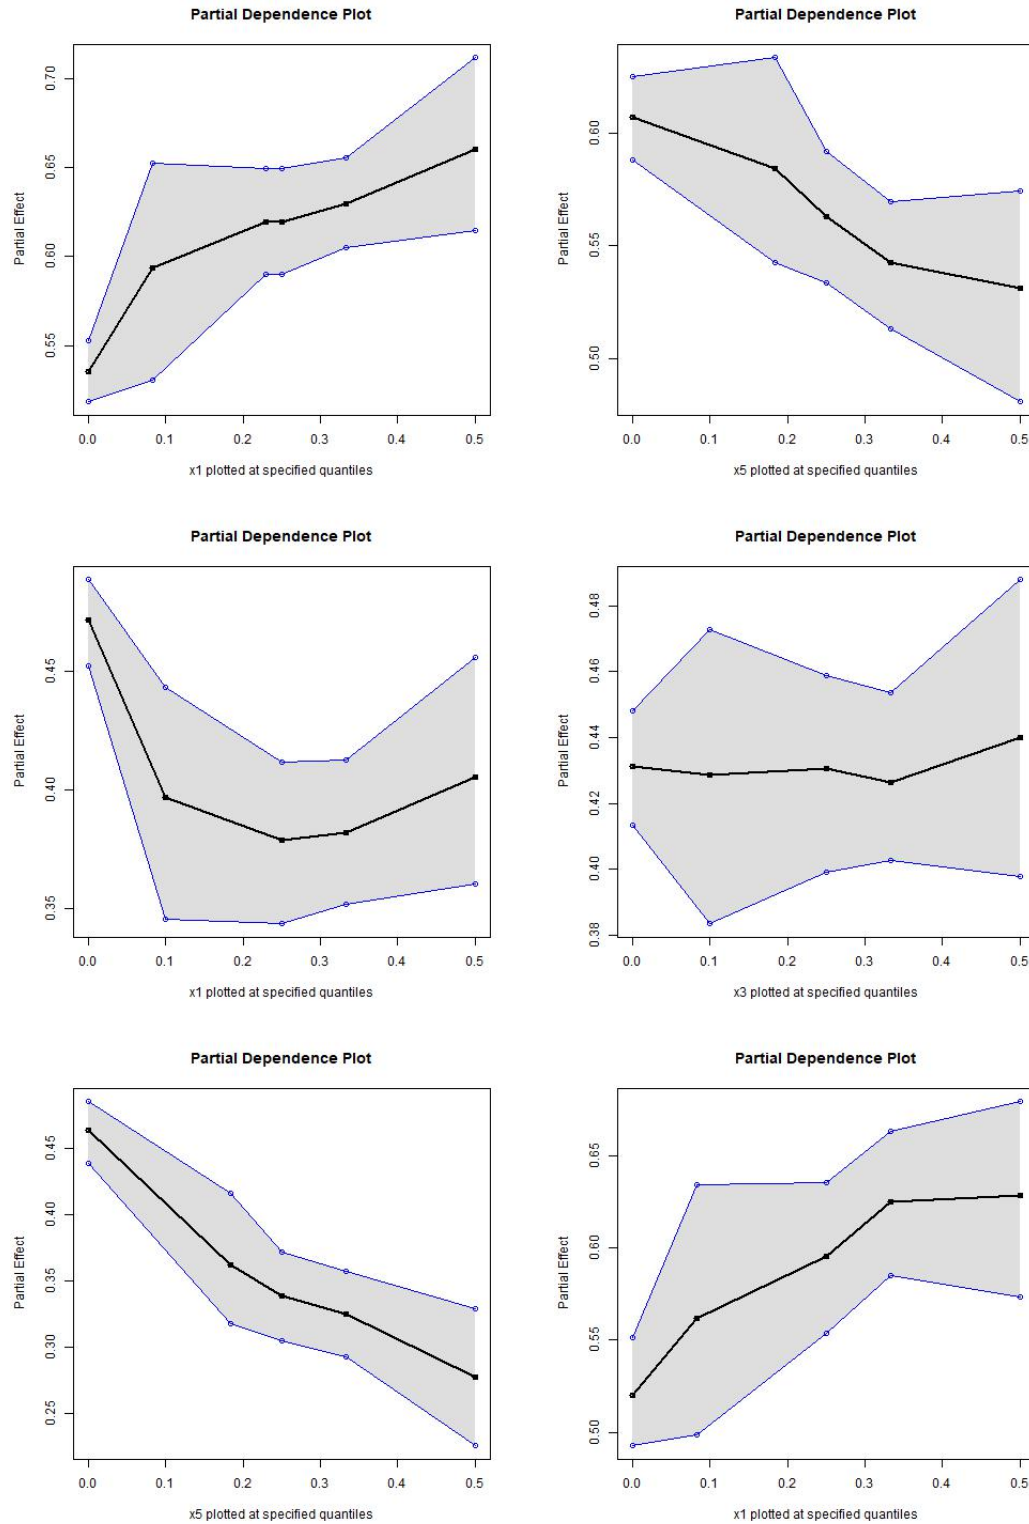 Partial Dependence Plot
Partial Effect
0.70
0.65
0.60
0.55
0.0 0.1 0.2 0.3 0.4 0.5
x1 plotted at specified quantiles
Partial Dependence Plot
Partial Effect
0.60
0.55
0.50
0.0 0.1 0.2 0.3 0.4 0.5
x5 plotted at specified quantiles
Partial Dependence Plot
Partial Effect
0.45
0.40
0.35
0.0 0.1 0.2 0.3 0.4 0.5
x1 plotted at specified quantiles
Partial Dependence Plot
Partial Effect
0.48
0.46
0.44
0.42
0.40
0.38
0.0 0.1 0.2 0.3 0.4 0.5
x3 plotted at specified quantiles
Partial Dependence Plot
Partial Effect
0.45
0.40
0.35
0.30
0.25
0.0 0.1 0.2 0.3 0.4 0.5
x5 plotted at specified quantiles
Partial Dependence Plot
Partial Effect
0.65
0.60
0.55
0.50
0.0 0.1 0.2 0.3 0.4 0.5
x1 plotted at specified quantiles